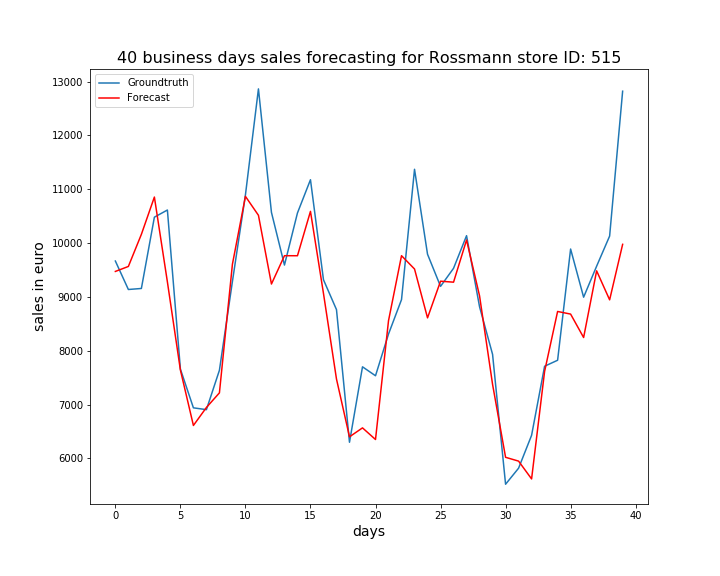 40 business days sales forecasting for Rossmann store ID: 515
Groundtruth
Forecast
sales in euro
13000
12000
11000
10000
9000
8000
7000
6000
0 5 10 15 20 25 30 35 40
days